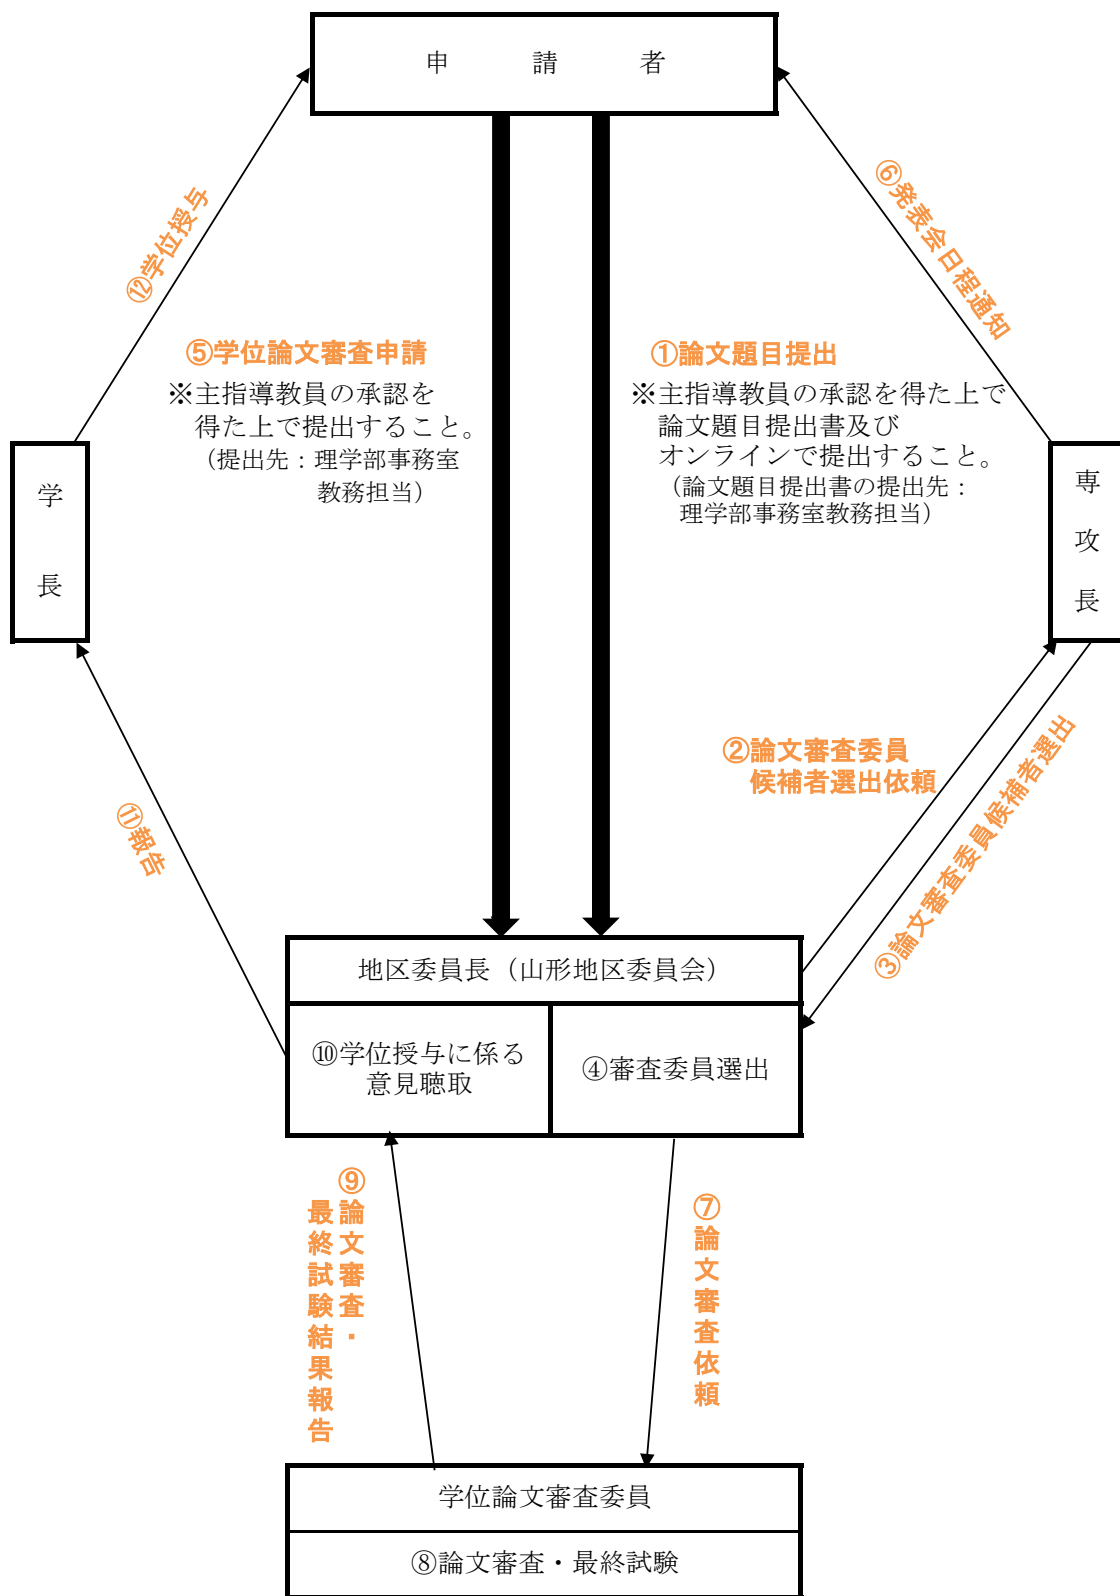 申請者
⑫学位授与
⑥発表会日程通知
⑤学位論文審査申請
※主指導教員の承認を
得た上で提出すること。
（提出先：理学部事務室
教務担当）
①論文題目提出
※主指導教員の承認を得た上で
論文題目提出書及び
オンラインで提出すること。
（論文題目提出書の提出先：
理学部事務室教務担当）
学長
専攻長
②論文審査委員
候補者選出依頼
③論文審査委員候補者選出
⑪報告
地区委員長（山形地区委員会）
⑩学位授与に係る
意見聴取
④審査委員選出
⑨論文審査・
最終試験結果報告
⑦論文審査依頼
学位論文審査委員
⑧論文審査・最終試験